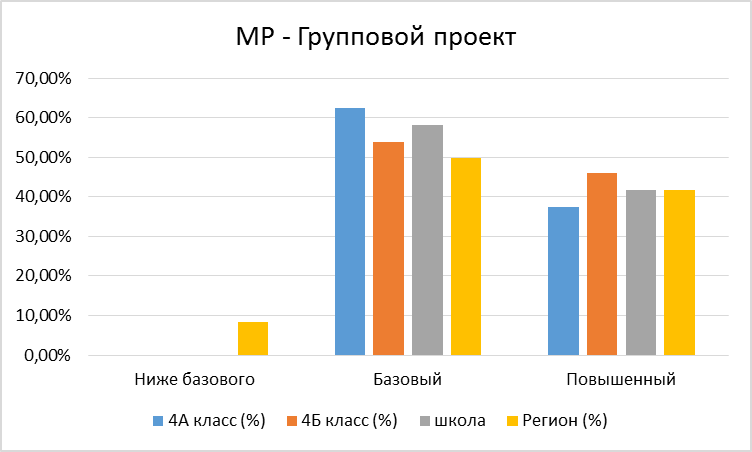 МР - Групповой проект
70,00%
60,00%
50,00%
40,00%
30,00%
20,00%
10,00%
0,00%
Ниже базового Базовый Повышенный
4А класс (%) 4Б класс (%) школа Регион (%)